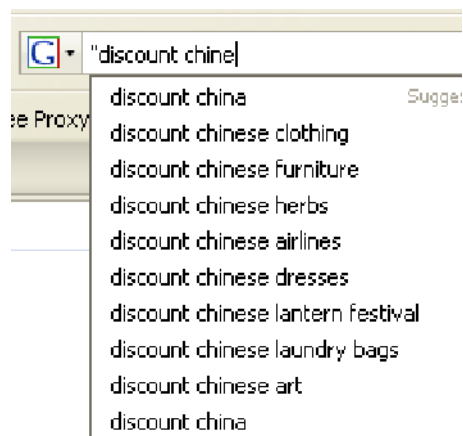 G "discount chine
discount china Sugges
ee Proxy
discount chinese clothing
discount chinese furniture
discount chinese herbs
discount chinese airlines
discount chinese dresses
discount chinese lantern festival
discount chinese laundry bags
discount chinese art
discount china